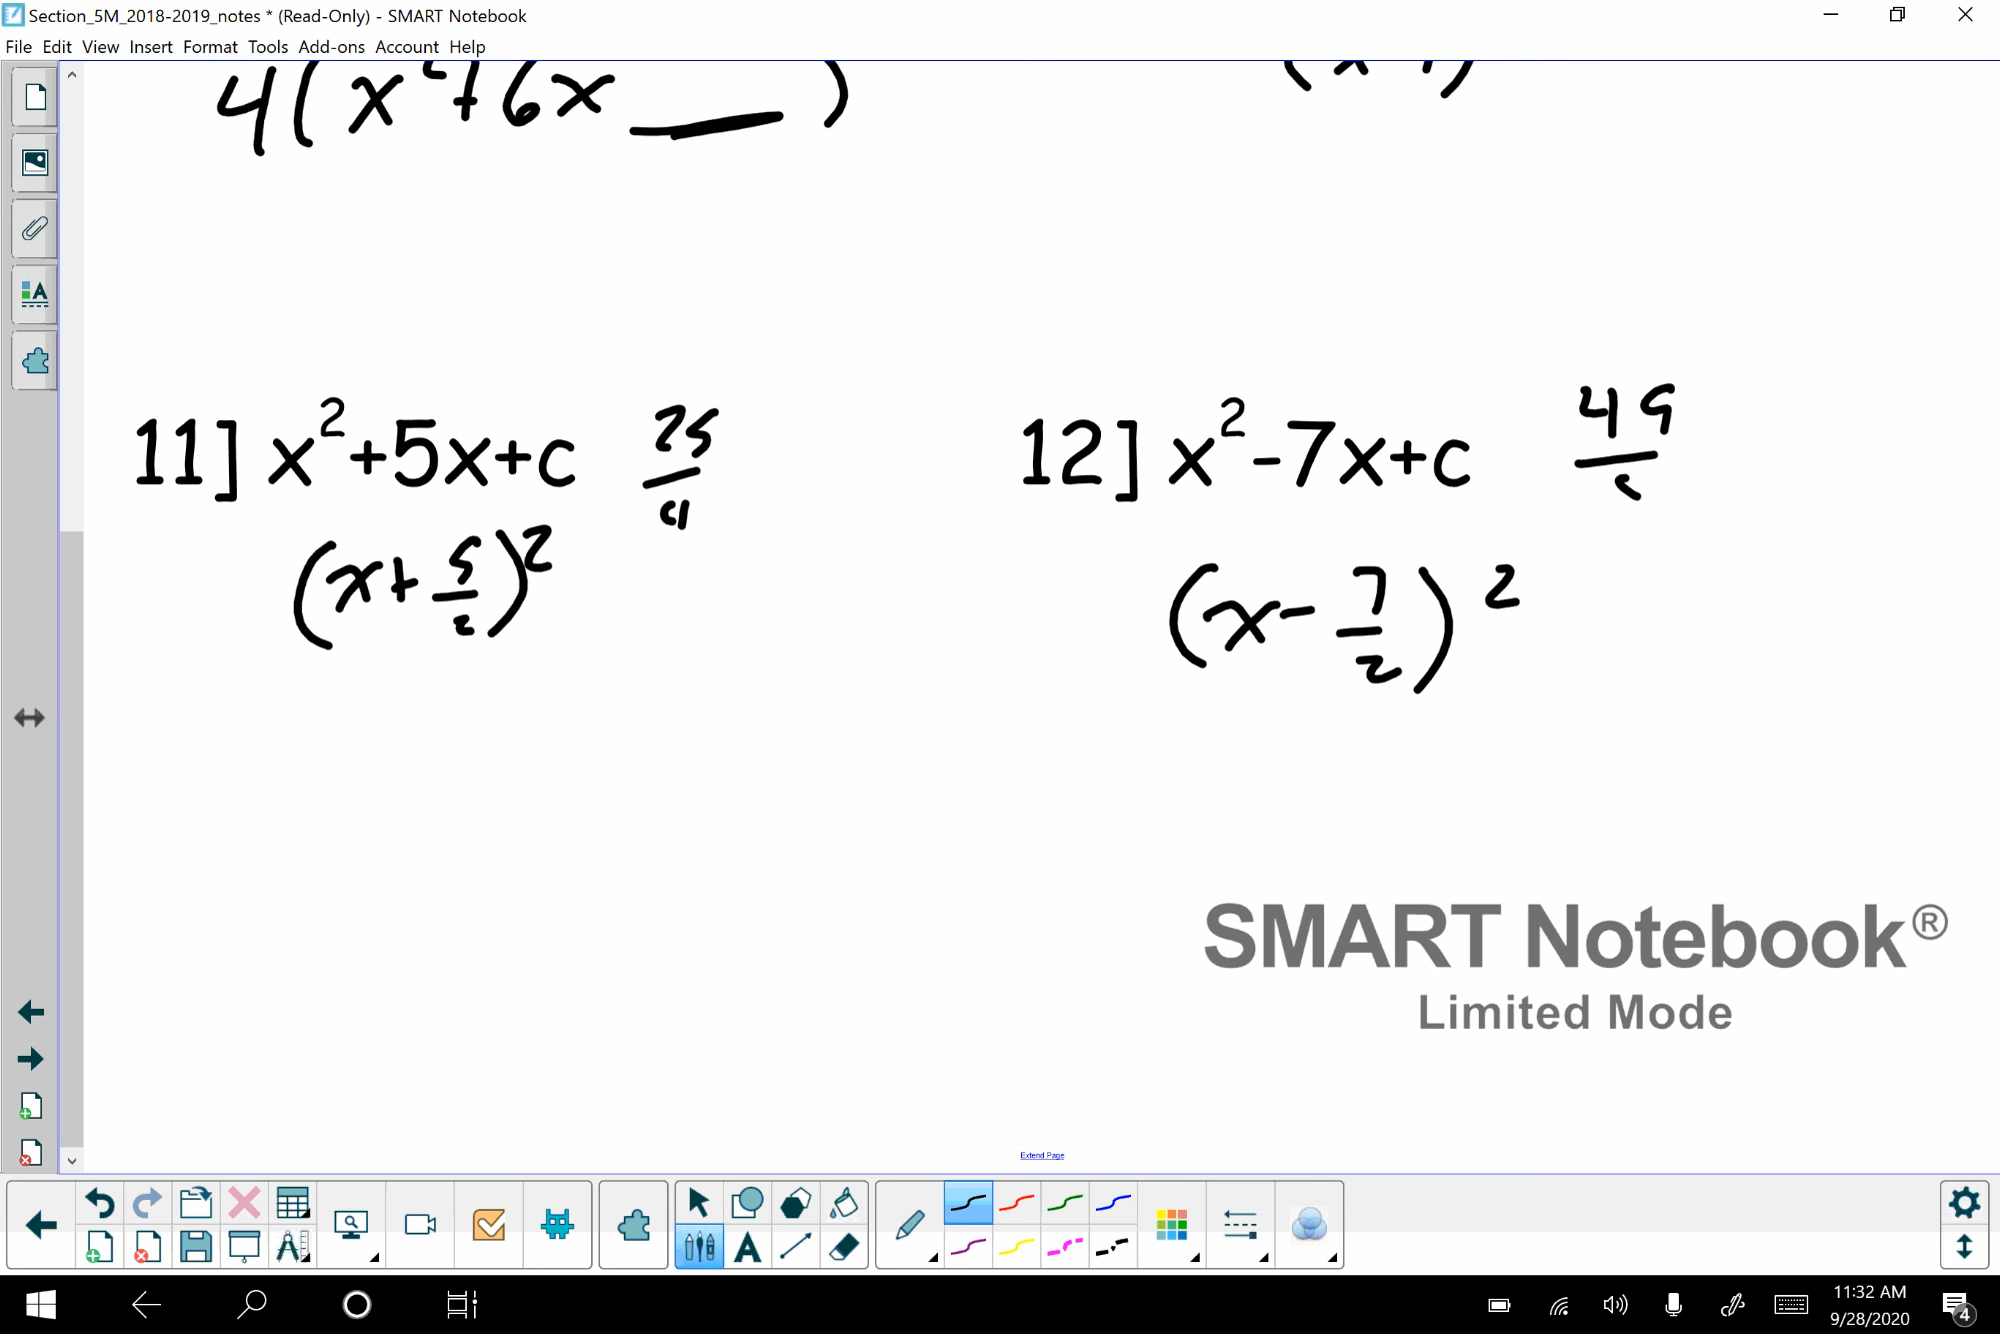 Section_5M_2018-2019_notes * (Read-Only) - SMART Notebook
File Edit View Insert Format Tools Add-ons Account Help
4(x²+6x ___ )
11] x²+5x+c 25/4
(x+5/2)²
12] x²-7x+c 49/
(x-7/2)²
SMART Notebook®
Limited Mode
Extend Page
11:32 AM
9/28/2020
4